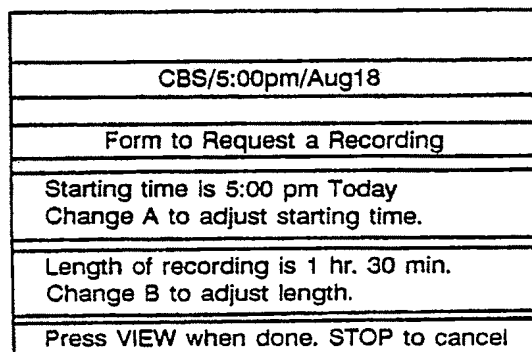 CBS/5:00pm/Aug18
Form to Request a Recording
Starting time is 5:00 pm Today
Change A to adjust starting time.
Length of recording is 1 hr. 30 min.
Change B to adjust length.
Press VIEW when done. STOP to cancel